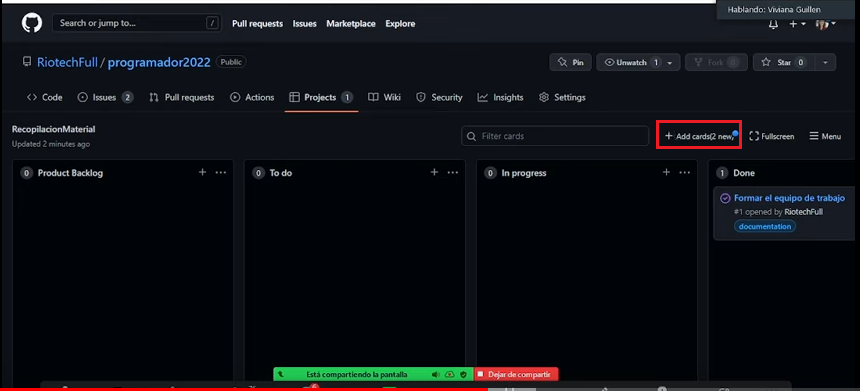 Hablando: Viviana Guillen
Search or jump to... /
Pull requests Issues Marketplace Explore
RiotechFull / programador2022 Public
Pin Unwatch 1 Fork 0 Star 0
Code Issues 2 Pull requests Actions Projects 1 Wiki Security Insights Settings
RecopilacionMaterial
Updated 2 minutes ago
Filter cards
+ Add cards(2 new)
Fullscreen
Menu
0 Product Backlog + ...
0 To do + ...
0 In progress + ...
1 Done
Formar el equipo de trabajo
#1 opened by RiotechFull
documentation
Está compartiendo la pantalla
Dejar de compartir